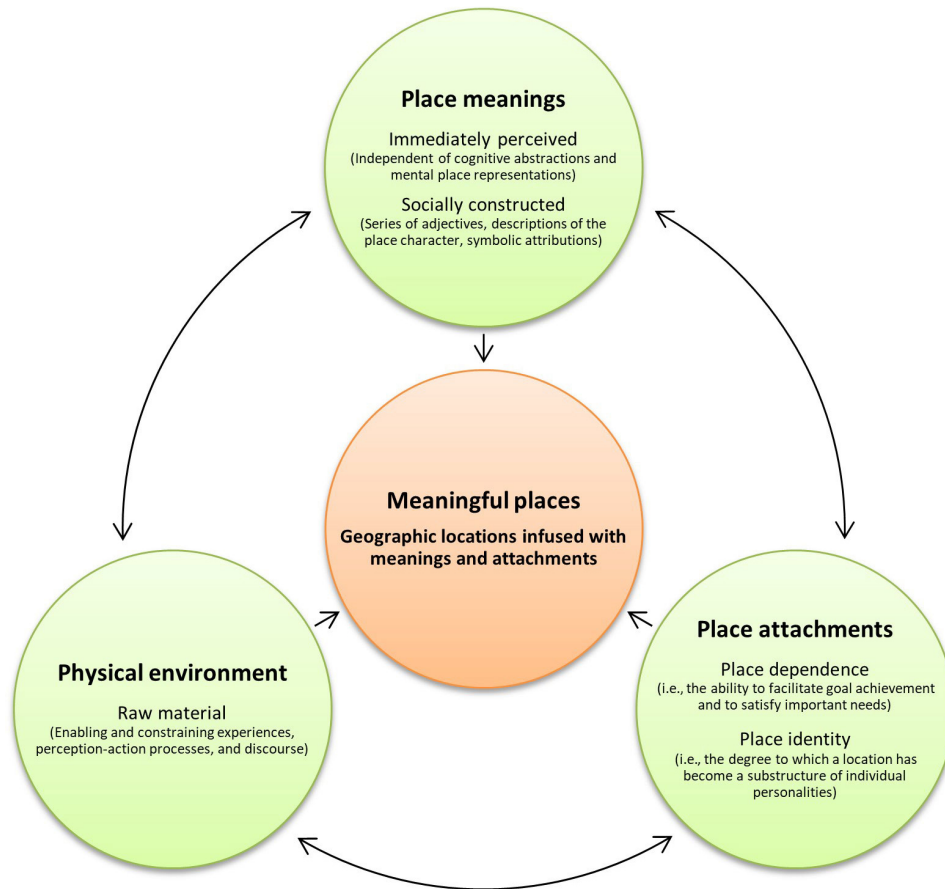 Place meanings
Immediately perceived
(Independent of cognitive abstractions and
mental place representations)
Socially constructed
(Series of adjectives, descriptions of the
place character, symbolic attributions)
Meaningful places
Geographic locations infused with
meanings and attachments
Physical environment
Raw material
(Enabling and constraining experiences,
perception-action processes, and discourse)
Place attachments
Place dependence
(i.e., the ability to facilitate goal achievement
and to satisfy important needs)
Place identity
(i.e., the degree to which a location has
become a substructure of individual
personalities)